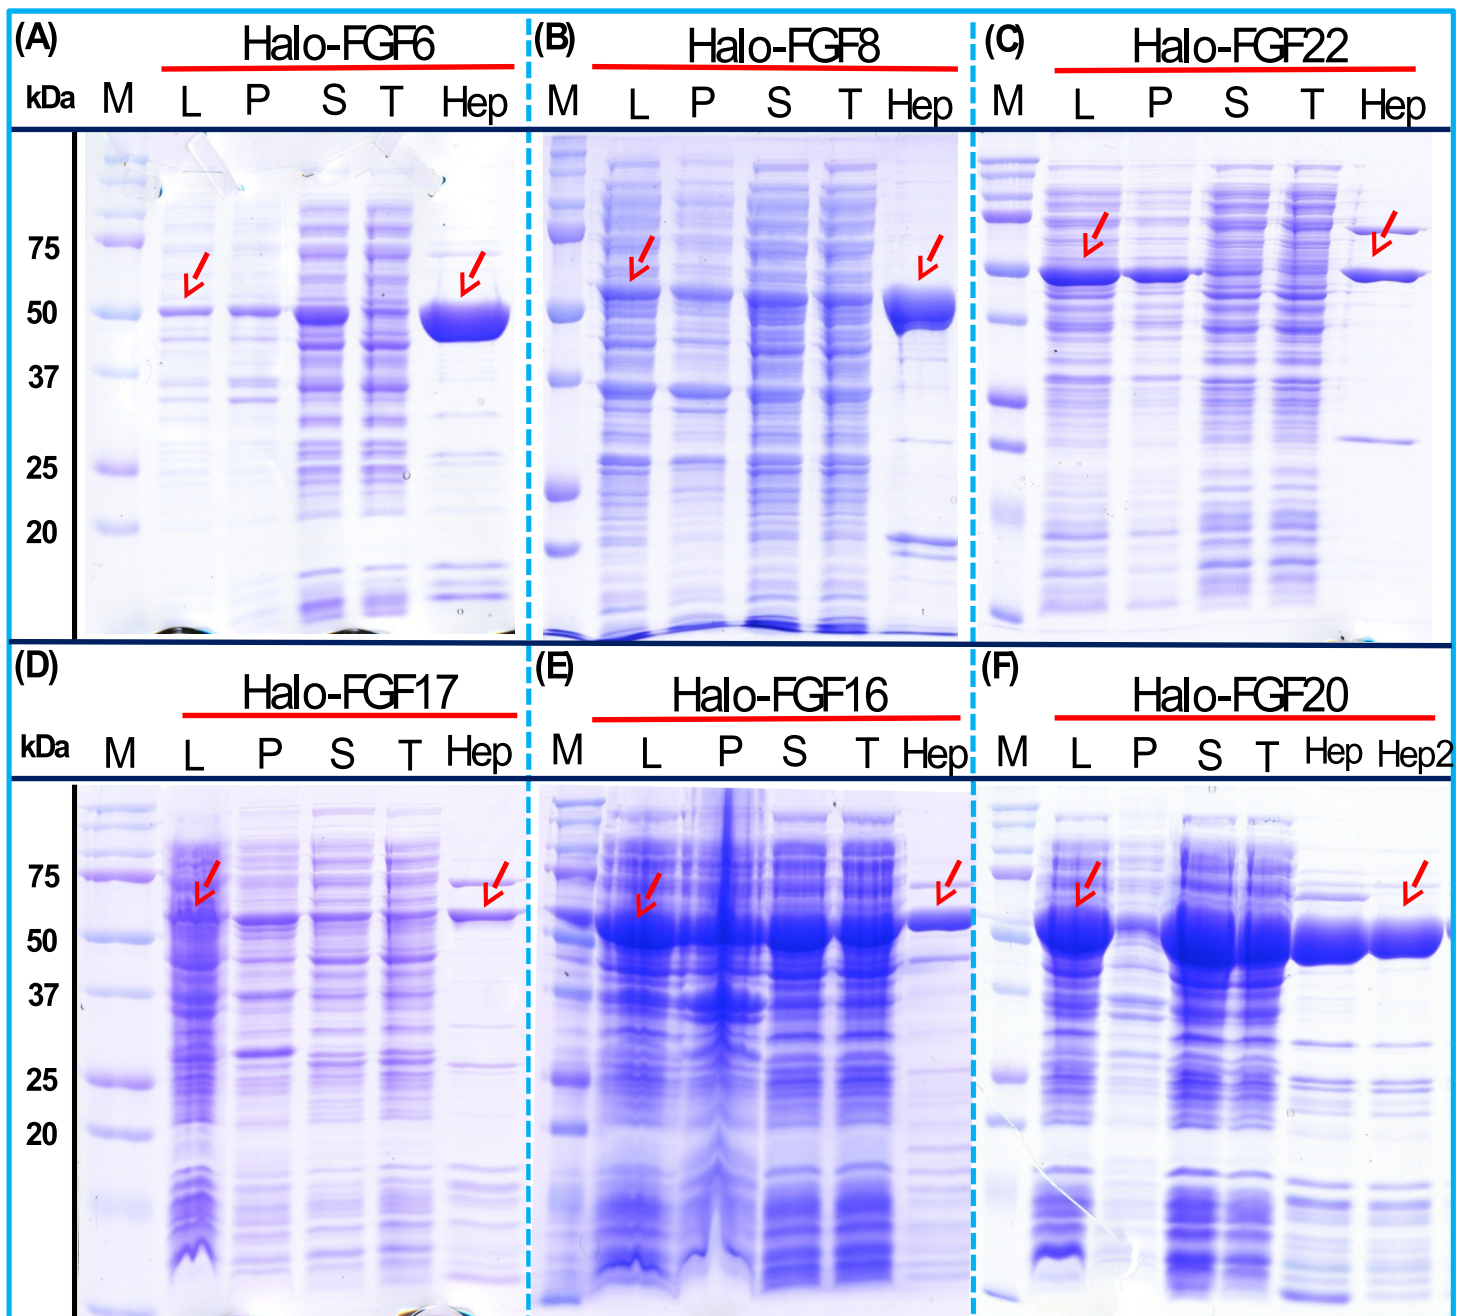 (A) Halo-FGF6
kDa M L P S T Hep
(B) Halo-FGF8
M L P S T Hep
(C) Halo-FGF22
M L P S T Hep
75
50
37
25
20
(D) Halo-FGF17
kDa M L P S T Hep
(E) Halo-FGF16
M L P S T Hep
(F) Halo-FGF20
M L P S T Hep Hep2
75
50
37
25
20